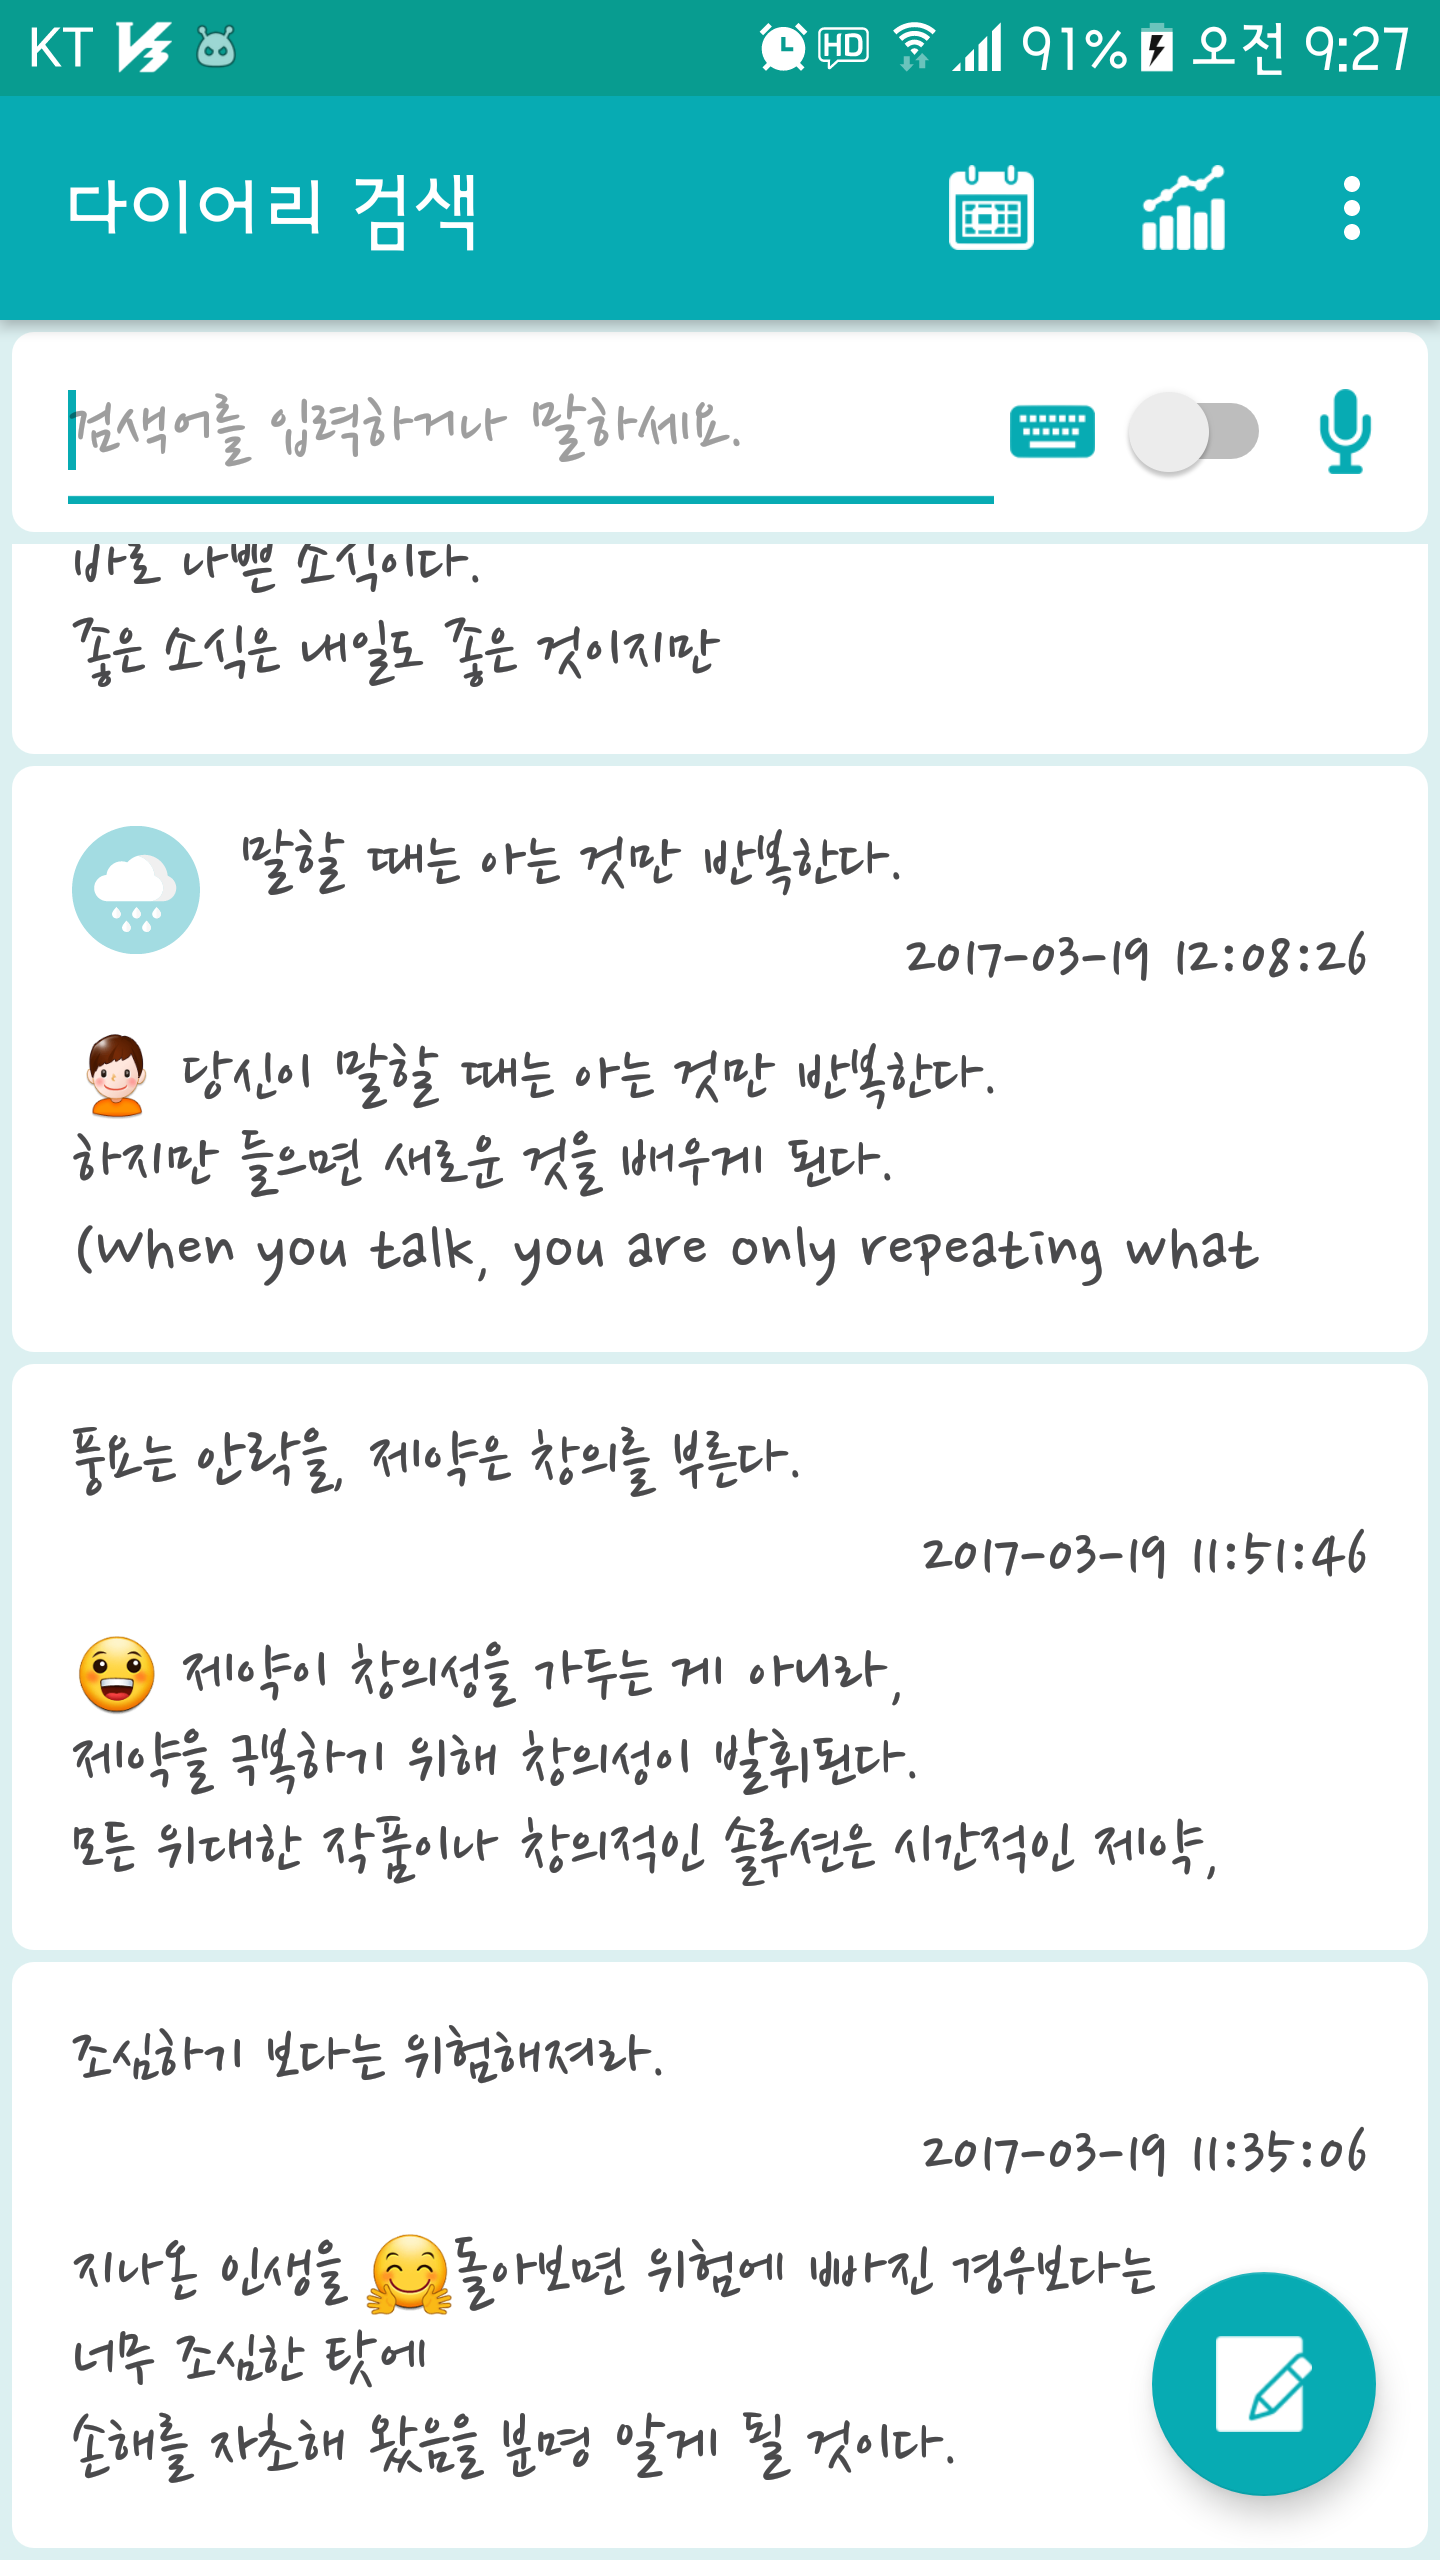 KT HD 91% 오전 9:27
다이어리 검색
검색어를 입력하거나 말하세요.
바로 나쁜 소식이다.
좋은 소식은 내일도 좋은 것이지만
말할 때는 아는 것만 반복한다.
2017-03-19 12:08:26
당신이 말할 때는 아는 것만 반복한다.
하지만 들으면 새로운 것을 배우게 된다.
(When you talk, you are only repeating what
풍요는 안락을, 제약은 창의를 부른다.
2017-03-19 11:51:46
제약이 창의성을 가두는 게 아니라,
제약을 극복하기 위해 창의성이 발휘된다.
모든 위대한 작품이나 창의적인 솔루션은 시간적인 제약,
조심하기 보다는 위험해져라.
2017-03-19 11:35:06
지나온 인생을 돌아보면 위험에 빠진 경우보다는
너무 조심한 탓에
손해를 자초해 왔음을 분명 알게 될 것이다.